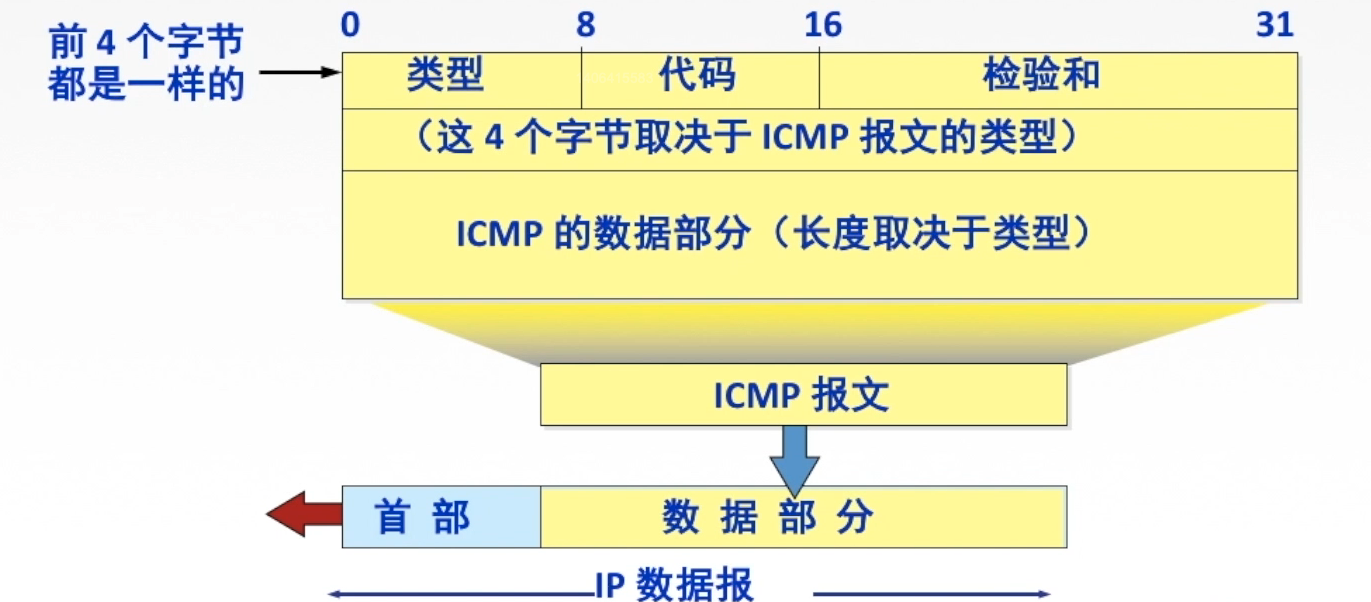 0 8 16 31
前 4 个字节
都是一样的
类型 代码 检验和
（这 4 个字节取决于 ICMP 报文的类型）
ICMP 的数据部分（长度取决于类型）
ICMP 报文
首 部 数 据 部 分
IP 数据报